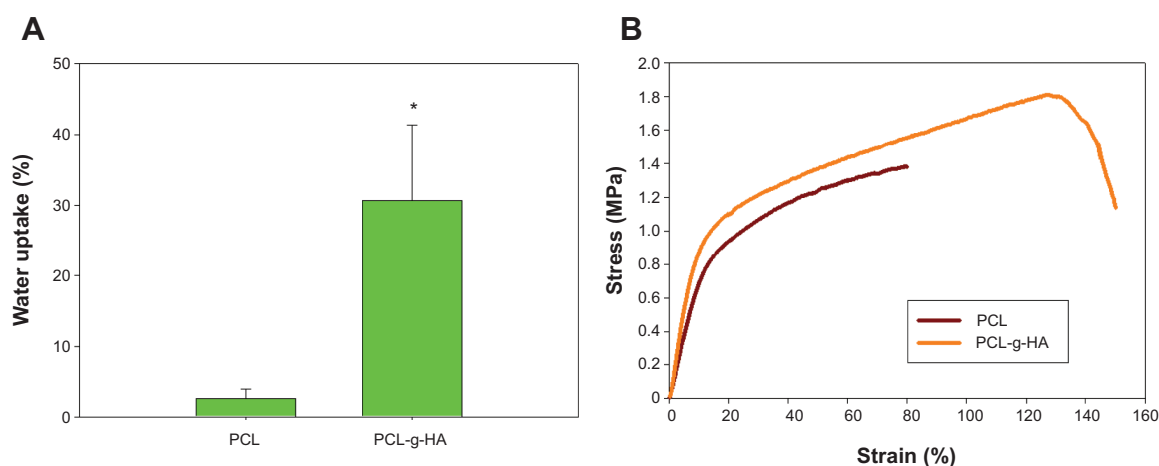 A
Water uptake (%)
50
40
30
20
10
0
*
PCL
PCL-g-HA
B
Stress (MPa)
2.0
1.8
1.6
1.4
1.2
1.0
0.8
0.6
0.4
0.2
0
PCL
PCL-g-HA
0 20 40 60 80 100 120 140 160
Strain (%)